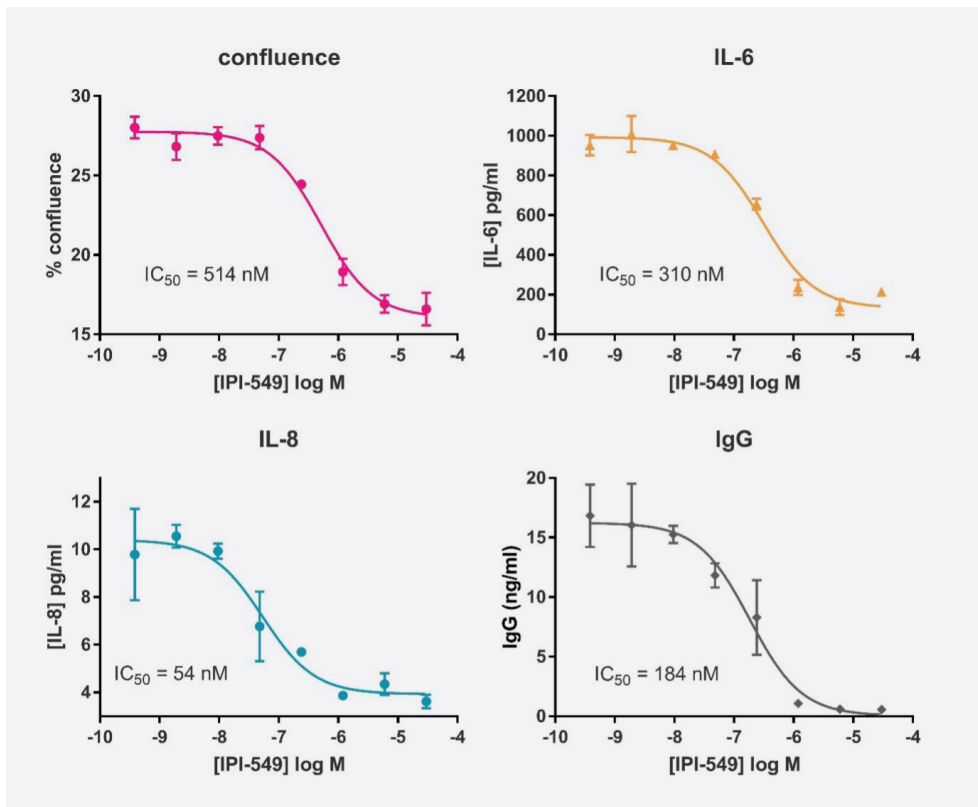 confluence
30
25
20
15
% confluence
IC50 = 514 nM
-10 -9 -8 -7 -6 -5 -4
[IPI-549] log M
IL-6
1200
1000
800
600
400
200
0
[IL-6] pg/ml
IC50 = 310 nM
-10 -9 -8 -7 -6 -5 -4
[IPI-549] log M
IL-8
12
10
8
6
4
[IL-8] pg/ml
IC50 = 54 nM
-10 -9 -8 -7 -6 -5 -4
[IPI-549] log M
IgG
20
15
10
5
0
IgG (ng/ml)
IC50 = 184 nM
-10 -9 -8 -7 -6 -5 -4
[IPI-549] log M